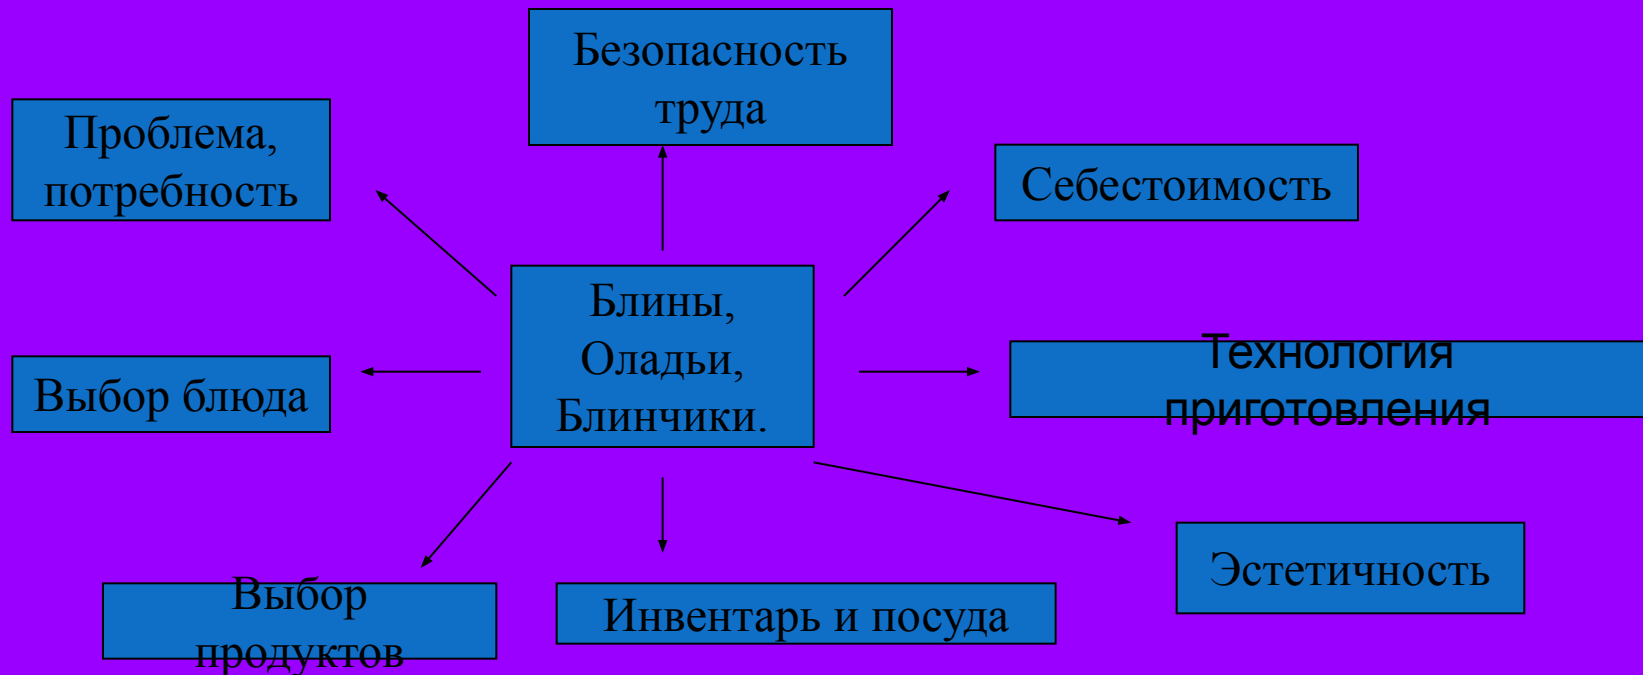 Безопасность
труда
Проблема,
потребность
Себестоимость
Блины,
Оладьи,
Блинчики.
Выбор блюда
Технология
приготовления
Эстетичность
Выбор
продуктов
Инвентарь и посуда